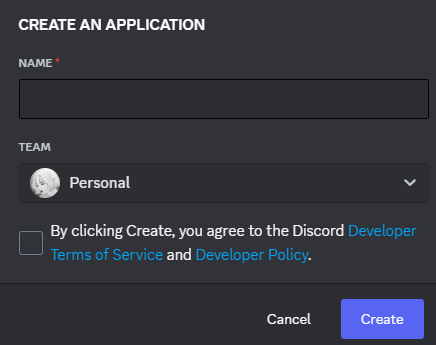 CREATE AN APPLICATION
NAME *
TEAM
Personal
By clicking Create, you agree to the Discord Developer
Terms of Service and Developer Policy.
Cancel
Create